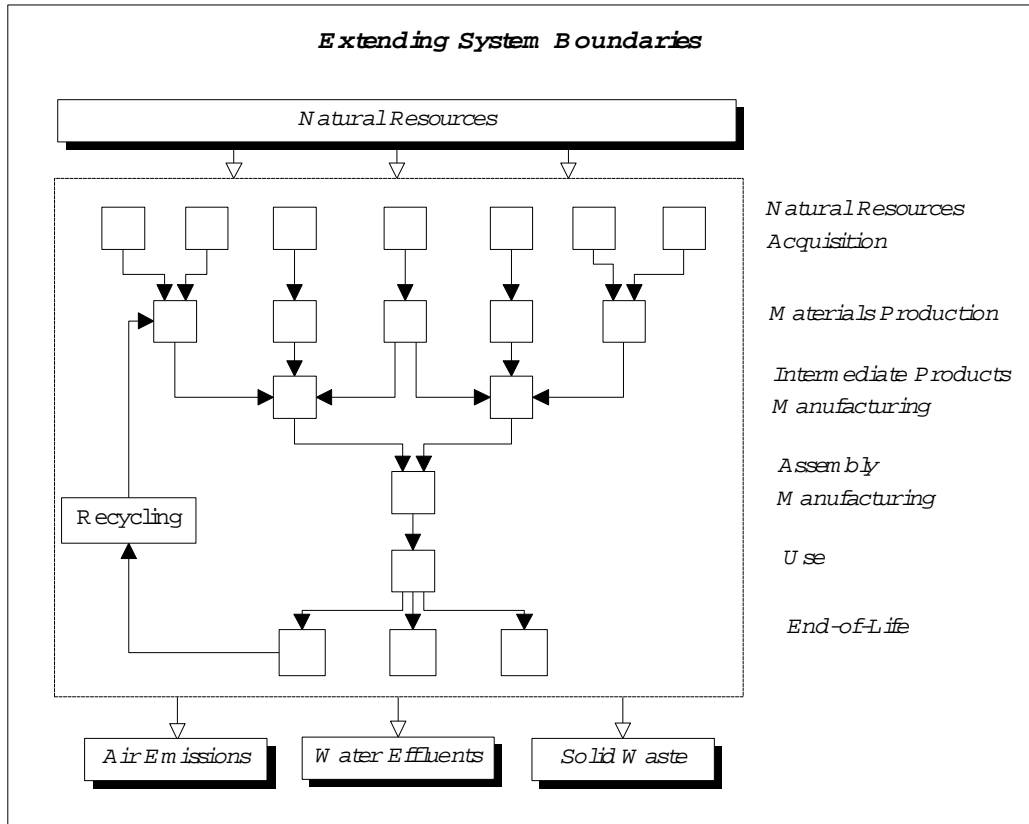 Extending System Boundaries
Natural Resources
Natural Resources
Acquisition
Materials Production
Intermediate Products
Manufacturing
Assembly
Manufacturing
Recycling
Use
End-of-Life
Air Emissions
Water Effluents
Solid Waste